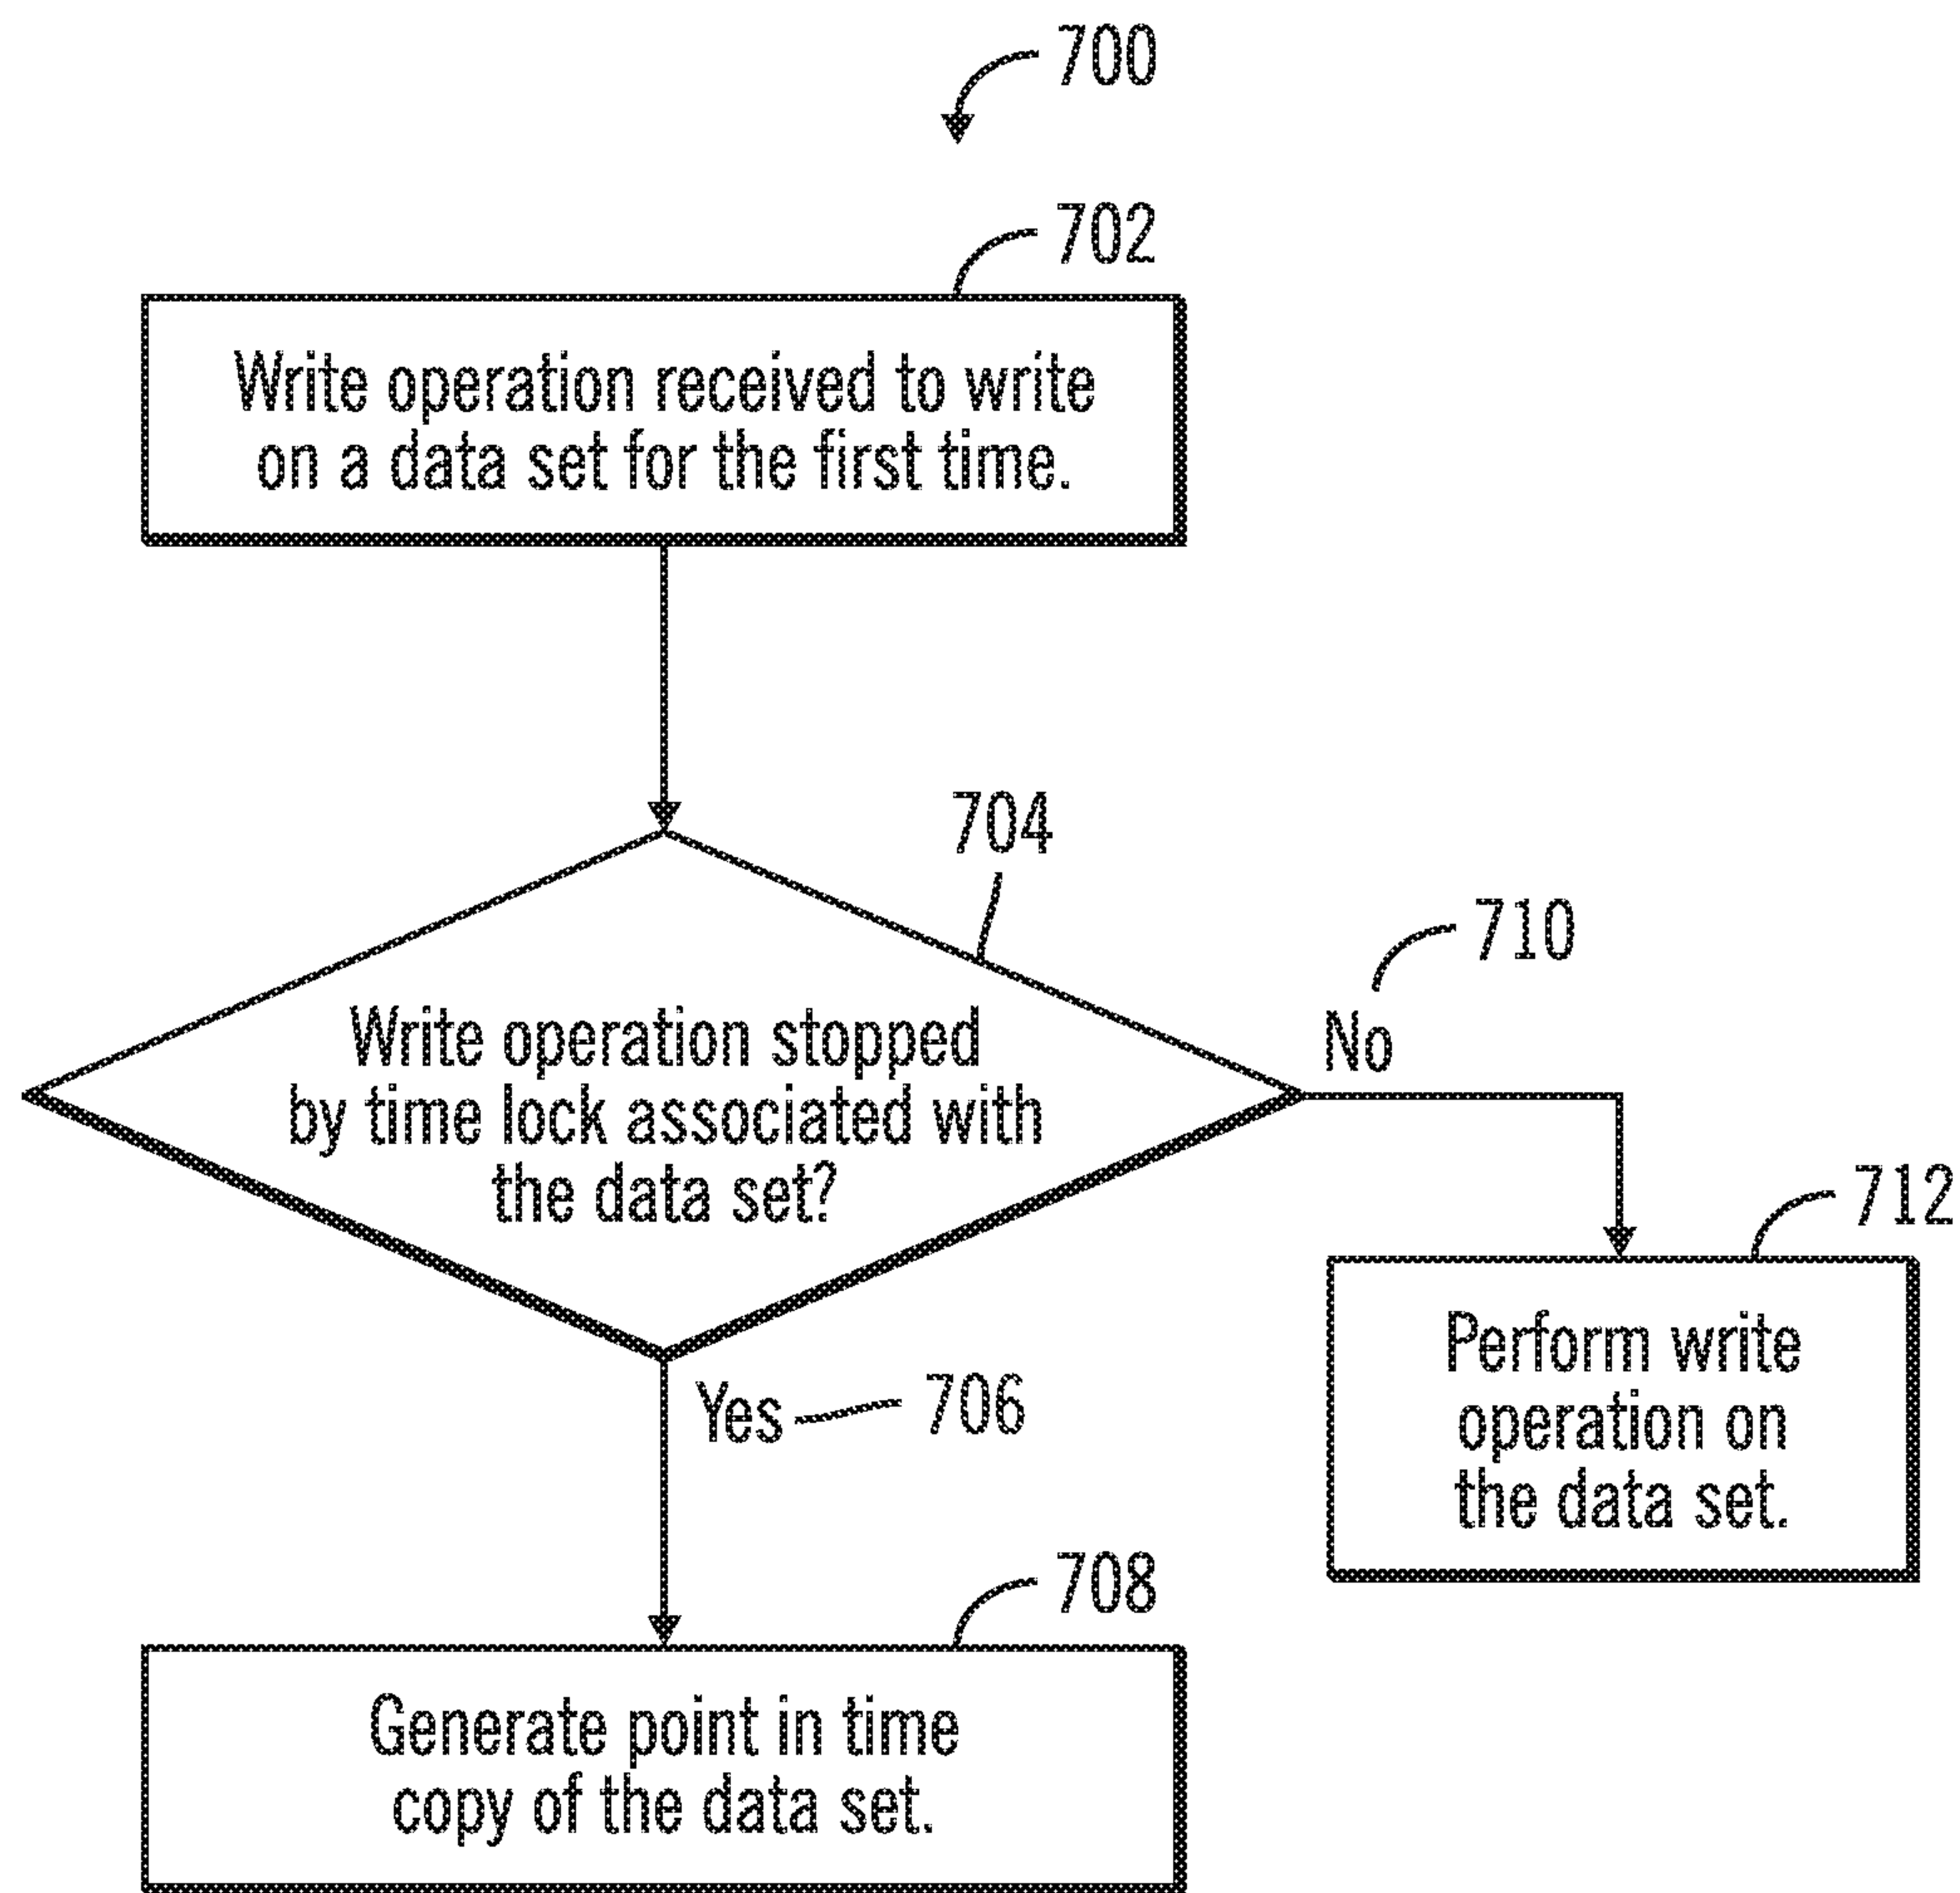 700
702
Write operation received to write
on a data set for the first time.
704
Write operation stopped
by time lock associated with
the data set?
710
No
712
Perform write
operation on
the data set.
Yes
706
708
Generate point in time
copy of the data set.